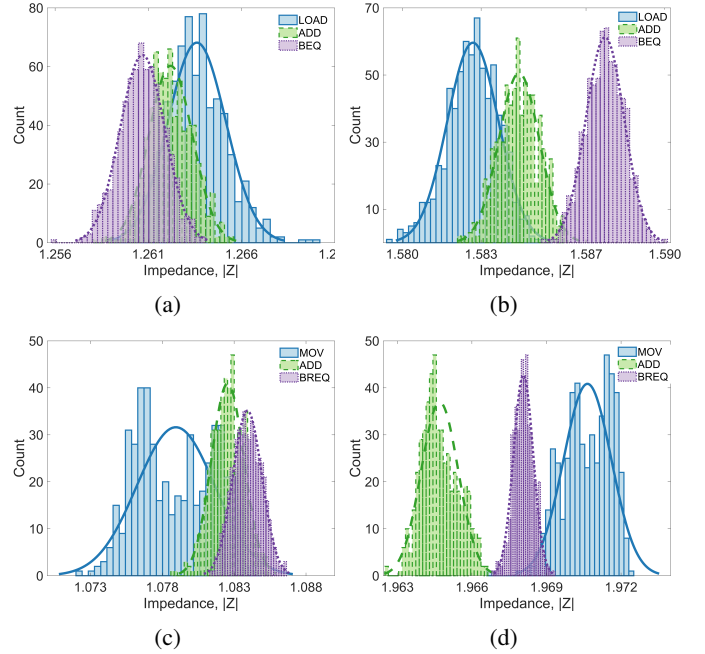 80
60
40
20
0
Count
LOAD
ADD
BEQ
1.256
1.261
1.266
1.2
Impedance, |Z|
(a)
70
50
30
10
Count
LOAD
ADD
BEQ
1.580
1.583
1.587
1.590
Impedance, |Z|
(b)
50
40
30
20
10
0
Count
MOV
ADD
BREQ
1.073
1.078
1.083
1.088
Impedance, |Z|
(c)
50
40
30
20
10
0
Count
MOV
ADD
BREQ
1.963
1.966
1.969
1.972
Impedance, |Z|
(d)